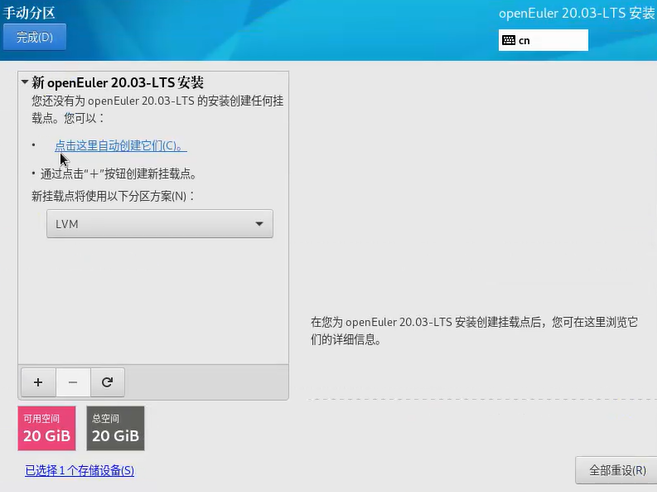 手动分区
openEuler 20.03-LTS 安装
完成(D)
cn
新 openEuler 20.03-LTS 安装
您还没有为 openEuler 20.03-LTS 的安装创建任何挂
载点。您可以：
• 点击这里自动创建它们(C)。
• 通过点击“＋”按钮创建新挂载点。
新挂载点将使用以下分区方案(N)：
LVM
在您为 openEuler 20.03-LTS 安装创建挂载点后，您可在这里浏览它
们的详细信息。
+ − 
可用空间 总空间
20 GiB 20 GiB
已选择 1 个存储设备(S)
全部重设(R)